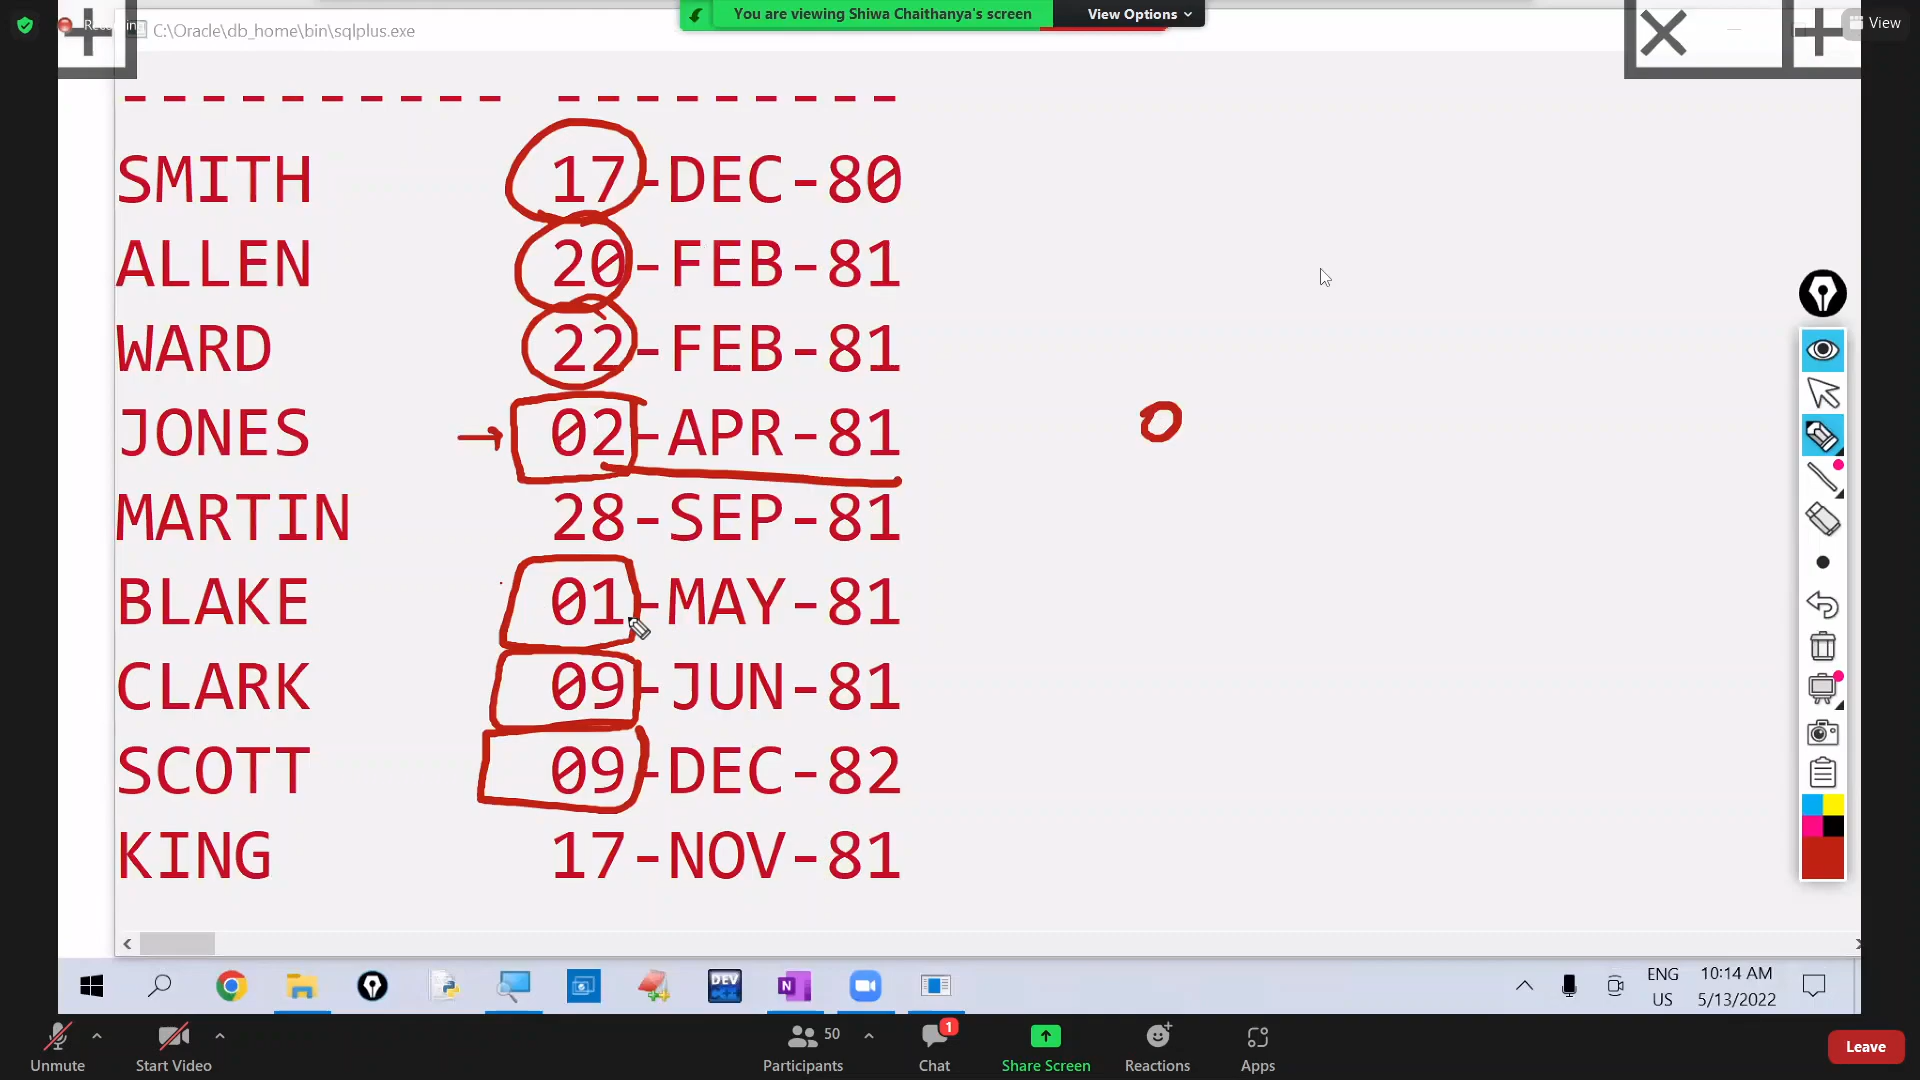 You are viewing Shiwa Chaithanya's screen
View Options
View
C:\Oracle\db_home\bin\sqlplus.exe
---------- ---------
SMITH 17-DEC-80
ALLEN 20-FEB-81
WARD 22-FEB-81
JONES → 02-APR-81 0
MARTIN 28-SEP-81
BLAKE 01-MAY-81
CLARK 09-JUN-81
SCOTT 09-DEC-82
KING 17-NOV-81
DEV
N
ENG
US
10:14 AM
5/13/2022
Unmute
Start Video
50
Participants
1
Chat
Share Screen
Reactions
Apps
Leave